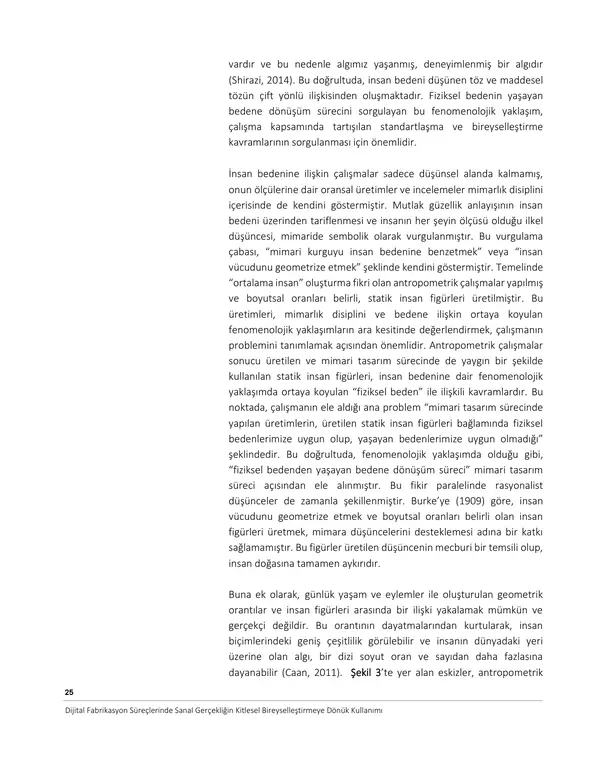 vardır ve bu nedenle algımız yaşanmış, deneyimlenmiş bir algıdır
(Shirazi, 2014). Bu doğrultuda, insan bedeni düşünen töz ve maddesel
tözün çift yönlü ilişkisinden oluşmaktadır. Fiziksel bedenin yaşayan
bedene dönüşüm sürecini sorgulayan bu fenomenolojik yaklaşım,
çalışma kapsamında tartışılan standartlaşma ve bireyselleştirme
kavramlarının sorgulanması için önemlidir.
İnsan bedenine ilişkin çalışmalar sadece düşünsel alanda kalmamış,
onun ölçülerine dair oransal üretimler ve incelemeler mimarlık disiplini
içerisinde de kendini göstermiştir. Mutlak güzellik anlayışının insan
bedeni üzerinden tariflenmesi ve insanın her şeyin ölçüsü olduğu ilkel
düşüncesi, mimaride sembolik olarak vurgulanmıştır. Bu vurgulama
çabası, “mimari kurguyu insan bedenine benzetmek” veya “insan
vücudunu geometrize etmek” şeklinde kendini göstermiştir. Temelinde
“ortalama insan” oluşturma fikri olan antropometrik çalışmalar yapılmış
ve boyutsal oranları belirli, statik insan figürleri üretilmiştir. Bu
üretimleri, mimarlık disiplini ve bedene ilişkin ortaya koyulan
fenomenolojik yaklaşımların ara kesitinde değerlendirmek, çalışmanın
problemini tanımlamak açısından önemlidir. Antropometrik çalışmalar
sonucu üretilen ve mimari tasarım sürecinde de yaygın bir şekilde
kullanılan statik insan figürleri, insan bedenine dair fenomenolojik
yaklaşımda ortaya koyulan “fiziksel beden” ile ilişkili kavramlardır. Bu
noktada, çalışmanın ele aldığı ana problem “mimari tasarım sürecinde
yapılan üretimlerin, üretilen statik insan figürleri bağlamında fiziksel
bedenlerimize uygun olup, yaşayan bedenlerimize uygun olmadığı”
şeklindedir. Bu doğrultuda, fenomenolojik yaklaşımda olduğu gibi,
“fiziksel bedenden yaşayan bedene dönüşüm süreci” mimari tasarım
süreci açısından ele alınmıştır. Bu fikir paralelinde rasyonalist
düşünceler de zamanla şekillenmiştir. Burke’ye (1909) göre, insan
vücudunu geometrize etmek ve boyutsal oranları belirli olan insan
figürleri üretmek, mimara düşüncelerini desteklemesi adına bir katkı
sağlamamıştır. Bu figürler üretilen düşüncenin mecburi bir temsili olup,
insan doğasına tamamen aykırıdır.
Buna ek olarak, günlük yaşam ve eylemler ile oluşturulan geometrik
orantılar ve insan figürleri arasında bir ilişki yakalamak mümkün ve
gerçekçi değildir. Bu orantının dayatmalarından kurtularak, insan
biçimlerindeki geniş çeşitlilik görülebilir ve insanın dünyadaki yeri
üzerine olan algı, bir dizi soyut oran ve sayıdan daha fazlasına
dayanabilir (Caan, 2011). Şekil 3’te yer alan eskizler, antropometrik
25
Dijital Fabrikasyon Süreçlerinde Sanal Gerçekliğin Kitlesel Bireyselleştirmeye Dönük Kullanımı